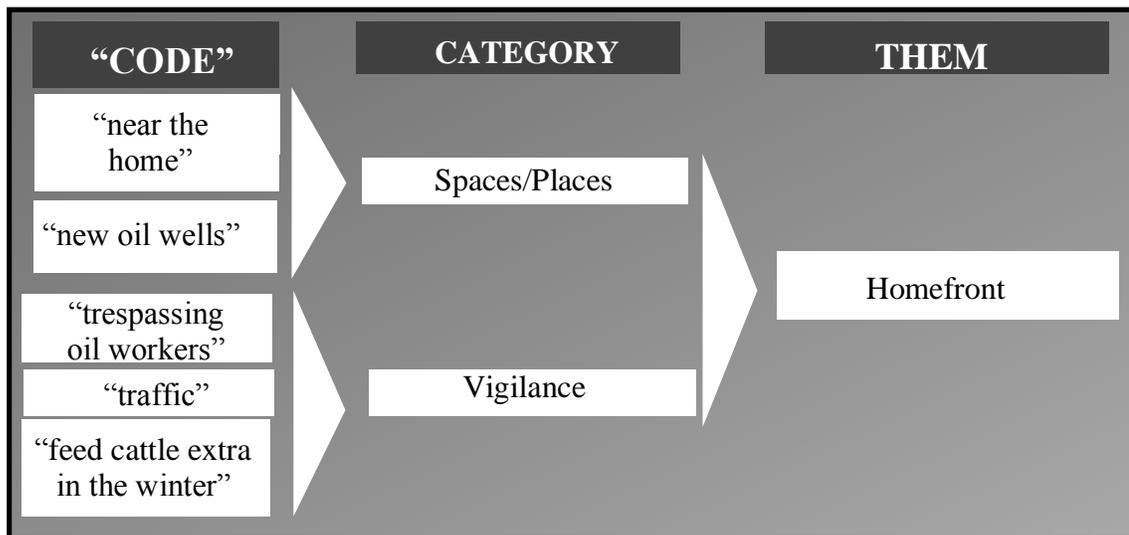 “CODE”
CATEGORY
THEM
“near the
home”
“new oil wells”
“trespassing
oil workers”
“traffic”
“feed cattle extra
in the winter”
Spaces/Places
Vigilance
Homefront